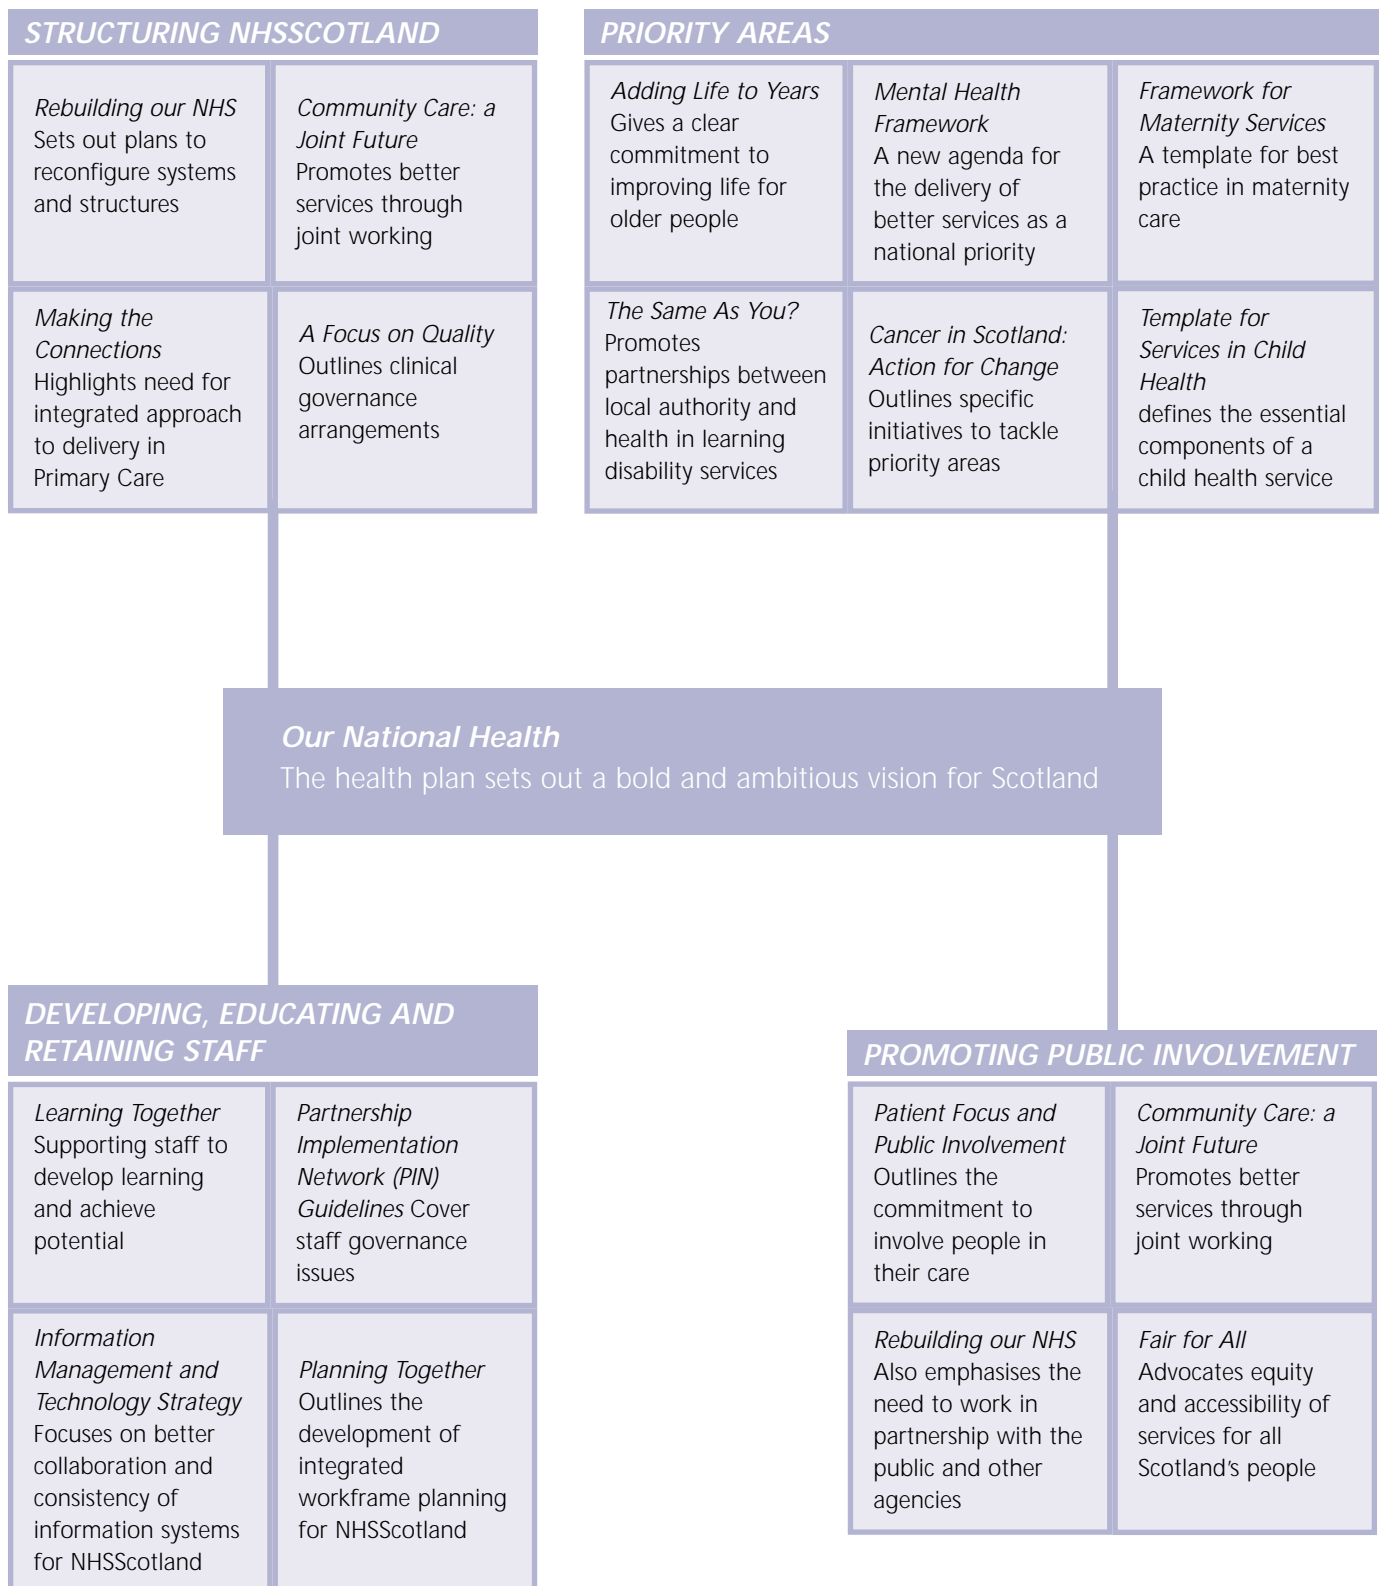 STRUCTURING NHSSCOTLAND
Rebuilding our NHS
Sets out plans to
reconfigure systems
and structures
Community Care: a
Joint Future
Promotes better
services through
joint working
Making the
Connections
Highlights need for
integrated approach
to delivery in
Primary Care
A Focus on Quality
Outlines clinical
governance
arrangements
PRIORITY AREAS
Adding Life to Years
Gives a clear
commitment to
improving life for
older people
Mental Health
Framework
A new agenda for
the delivery of
better services as a
national priority
Framework for
Maternity Services
A template for best
practice in maternity
care
The Same As You?
Promotes
partnerships between
local authority and
health in learning
disability services
Cancer in Scotland:
Action for Change
Outlines specific
initiatives to tackle
priority areas
Template for
Services in Child
Health
defines the essential
components of a
child health service
Our National Health
The health plan sets out a bold and ambitious vision for Scotland
DEVELOPING, EDUCATING AND
RETAINING STAFF
Learning Together
Supporting staff to
develop learning
and achieve
potential
Partnership
Implementation
Network (PIN)
Guidelines Cover
staff governance
issues
Information
Management and
Technology Strategy
Focuses on better
collaboration and
consistency of
information systems
for NHSScotland
Planning Together
Outlines the
development of
integrated
workframe planning
for NHSScotland
PROMOTING PUBLIC INVOLVEMENT
Patient Focus and
Public Involvement
Outlines the
commitment to
involve people in
their care
Community Care: a
Joint Future
Promotes better
services through
joint working
Rebuilding our NHS
Also emphasises the
need to work in
partnership with the
public and other
agencies
Fair for All
Advocates equity
and accessibility of
services for all
Scotland's people